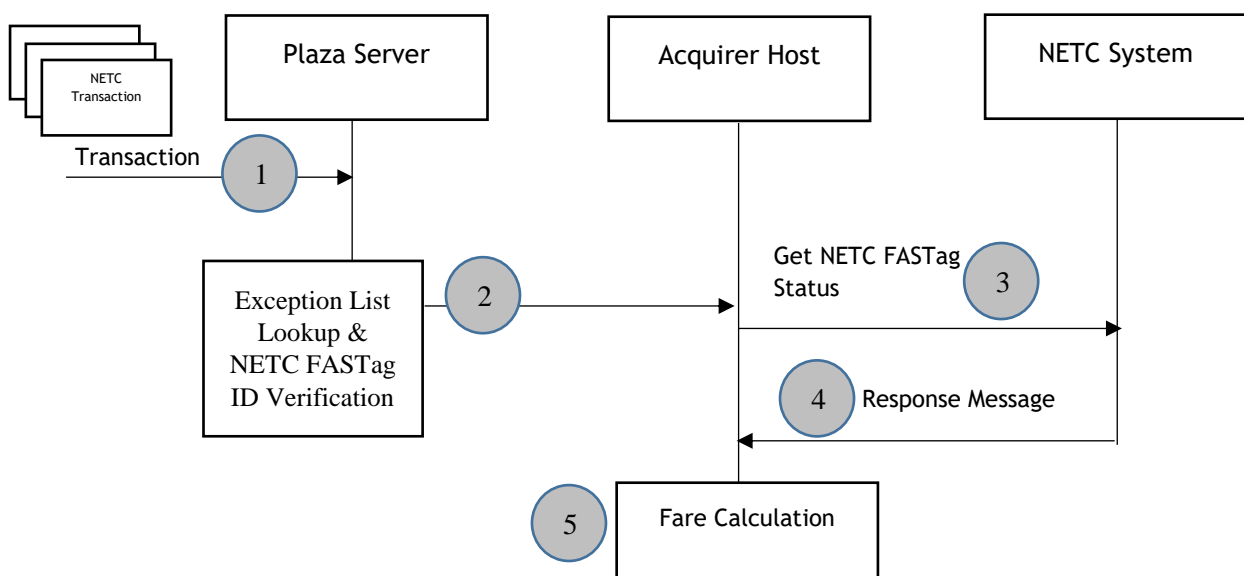 NETC
Transaction
Plaza Server
Acquirer Host
NETC System
Transaction
1
Exception List
Lookup &
NETC FASTag
ID Verification
2
Get NETC FASTag
Status
3
4
Response Message
5
Fare Calculation